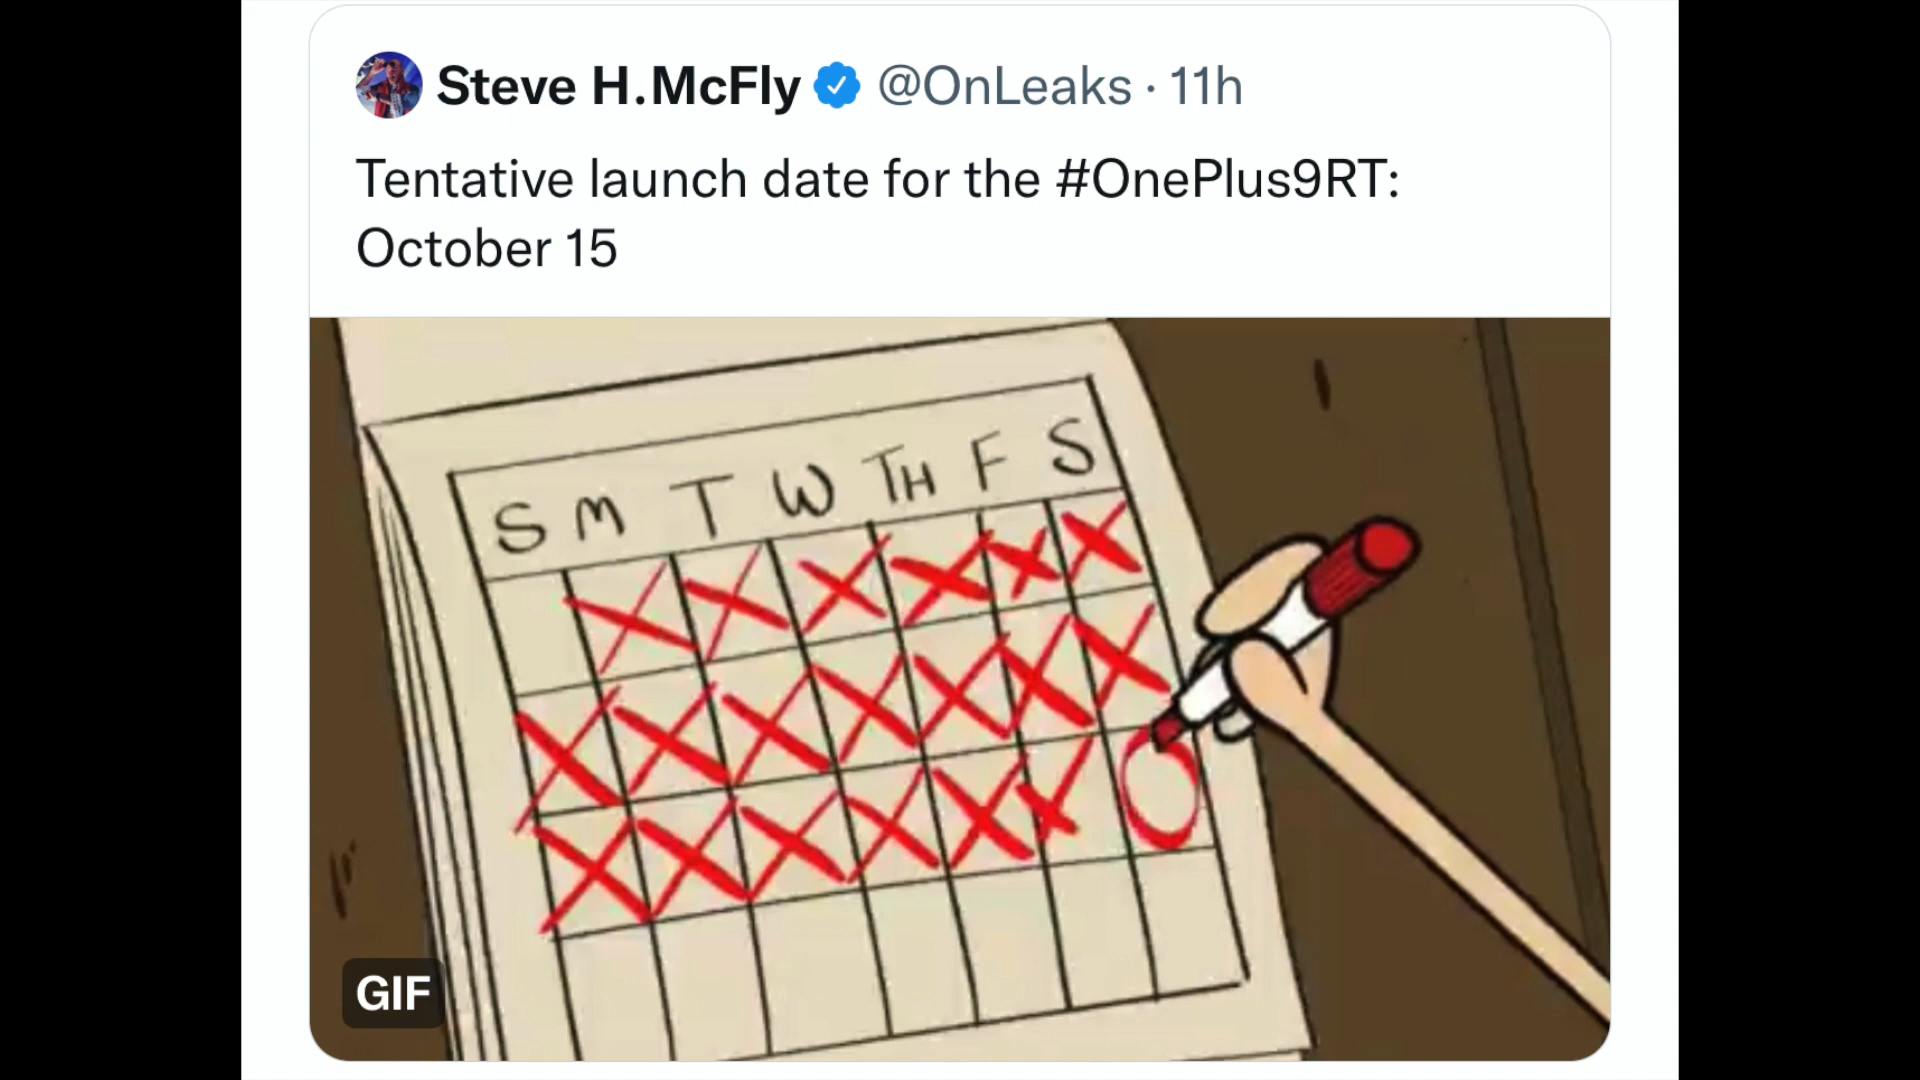 Steve H.McFly @OnLeaks · 11h
Tentative launch date for the #OnePlus9RT:
October 15
S M T W TH F S
GIF